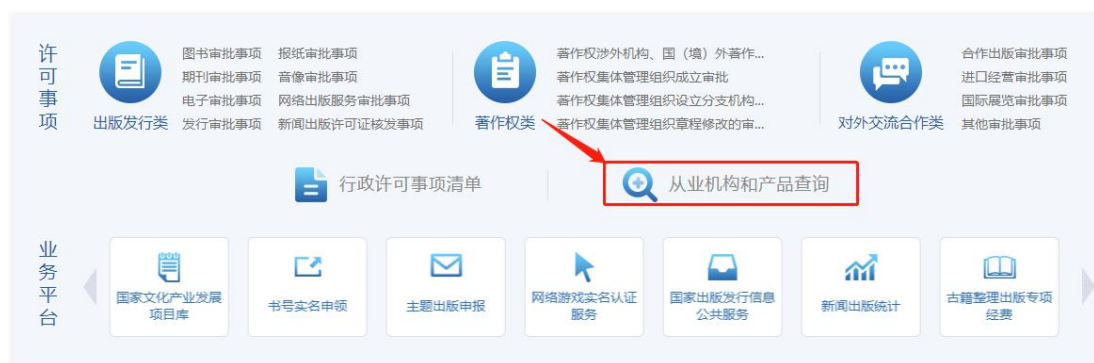 许可事项
出版发行类
图书审批事项 报纸审批事项
期刊审批事项 音像审批事项
电子审批事项 网络出版服务审批事项
发行审批事项 新闻出版许可证核发事项
著作权类
著作权涉外机构、国（境）外著作...
著作权集体管理组织成立审批
著作权集体管理组织设立分支机构...
著作权集体管理组织章程修改的审...
对外交流合作类
合作出版审批事项
进口经营审批事项
国际展览审批事项
其他审批事项
行政许可事项清单
从业机构和产品查询
业务平台
国家文化产业发展
项目库
书号实名申领
主题出版申报
网络游戏实名认证
服务
国家出版发行信息
公共服务
新闻出版统计
古籍整理出版专项
经费